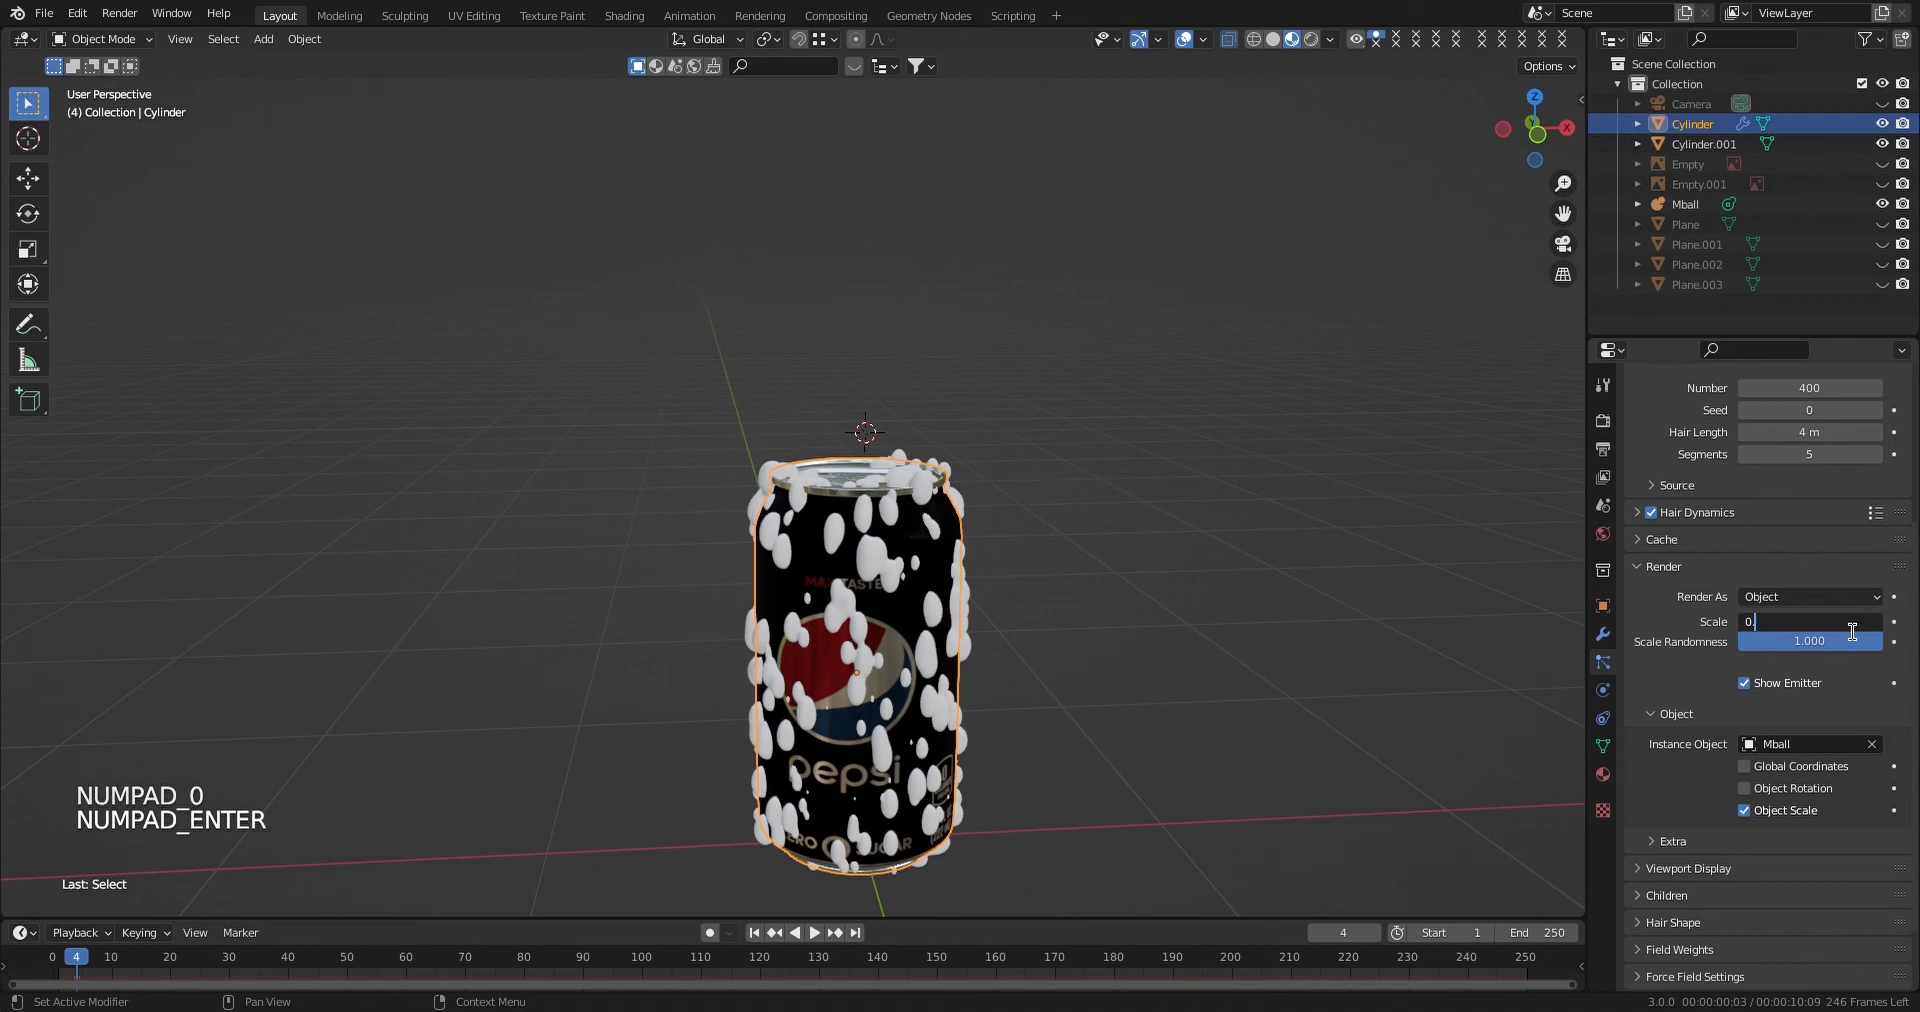 File Edit Render Window Help Layout Modeling Sculpting UV Editing Texture Paint Shading Animation Rendering Compositing Geometry Nodes Scripting + Scene ViewLayer
Object Mode View Select Add Object Global
Options
User Perspective
(4) Collection | Cylinder
Z
Y
X
Scene Collection
Collection
Camera
Cylinder
Cylinder.001
Empty
Empty.001
Mball
Plane
Plane.001
Plane.002
Plane.003
Number 400
Seed 0
Hair Length 4 m
Segments 5
Source
Hair Dynamics
Cache
Render
Render As Object
Scale 0.
Scale Randomness 1.000
Show Emitter
Object
Instance Object Mball
Global Coordinates
Object Rotation
Object Scale
Extra
Viewport Display
Children
Hair Shape
Field Weights
Force Field Settings
MAX TASTE
pepsi
ZERO SUGAR
NUMPAD_0
NUMPAD_ENTER
Last: Select
Playback Keying View Marker 4 Start 1 End 250
0 4 10 20 30 40 50 60 70 80 90 100 110 120 130 140 150 160 170 180 190 200 210 220 230 240 250
Set Active Modifier Pan View Context Menu 3.0.0 00:00:00:03 / 00:00:10:09 246 Frames Left